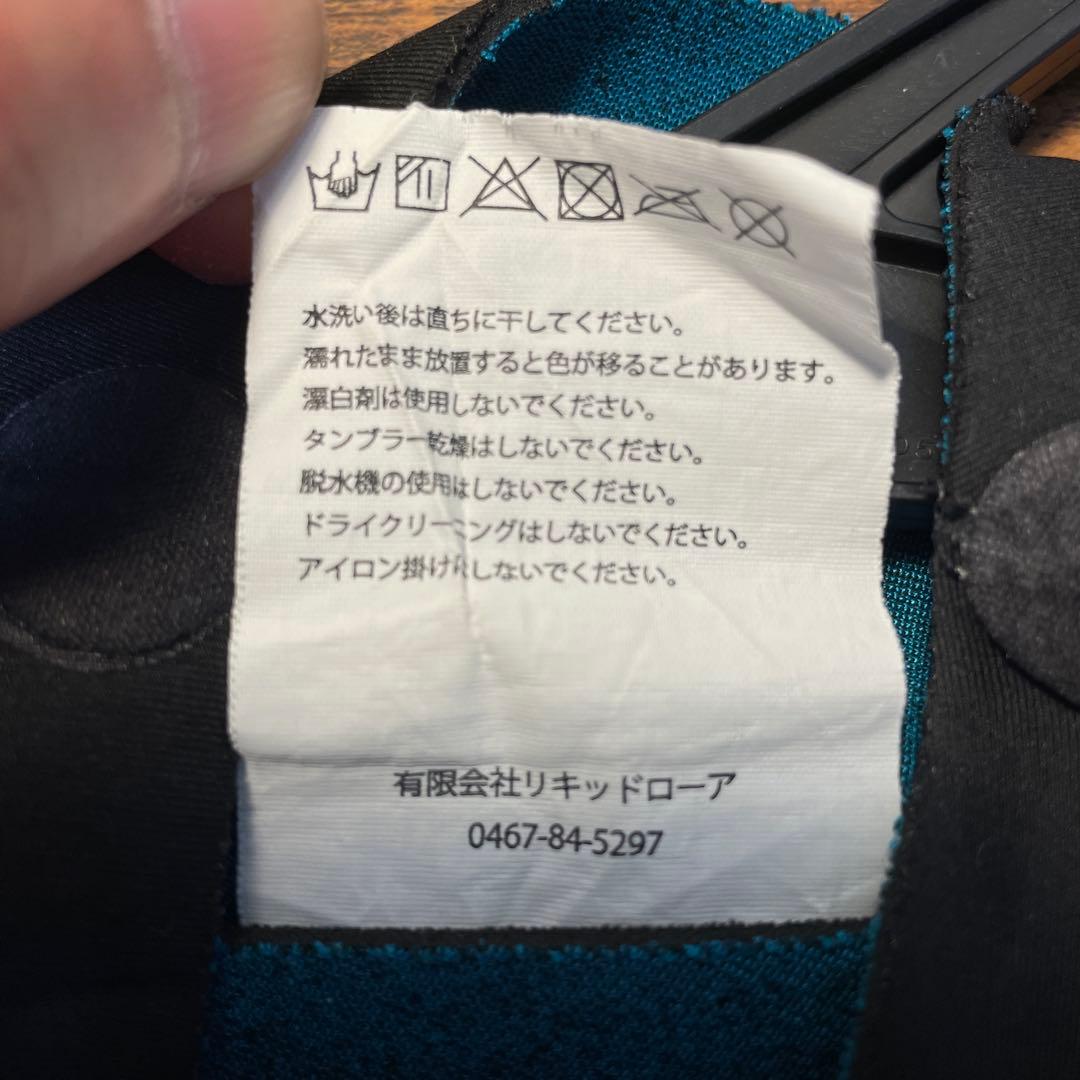 水洗い後は直ちに干してください。
濡れたまま放置すると色が移ることがあります。
漂白剤は使用しないでください。
タンブラー乾燥はしないでください。
脱水機の使用はしないでください。
ドライクリーニングはしないでください。
アイロン掛けはしないでください。
有限会社リキッドローア
0467-84-5297